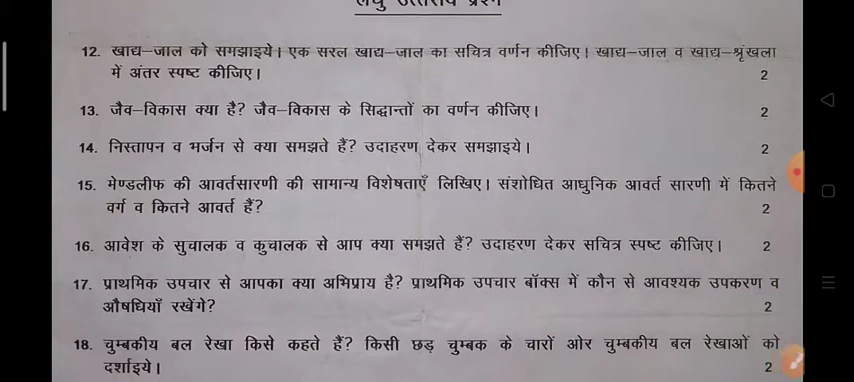 लघु उत्तरीय प्रश्न
12. खाद्य–जाल को समझाइये। एक सरल खाद्य–जाल का सचित्र वर्णन कीजिए। खाद्य–जाल व खाद्य–श्रृंखला
में अंतर स्पष्ट कीजिए। 2
13. जैव–विकास क्या है? जैव–विकास के सिद्धान्तों का वर्णन कीजिए। 2
14. निस्तापन व भर्जन से क्या समझते हैं? उदाहरण देकर समझाइये। 2
15. मेण्डलीफ की आवर्तसारणी की सामान्य विशेषताएँ लिखिए। संशोधित आधुनिक आवर्त सारणी में कितने
वर्ग व कितने आवर्त हैं? 2
16. आवेश के सुचालक व कुचालक से आप क्या समझते हैं? उदाहरण देकर सचित्र स्पष्ट कीजिए। 2
17. प्राथमिक उपचार से आपका क्या अभिप्राय है? प्राथमिक उपचार बॉक्स में कौन से आवश्यक उपकरण व
औषधियाँ रखेंगे? 2
18. चुम्बकीय बल रेखा किसे कहते हैं? किसी छड़ चुम्बक के चारों ओर चुम्बकीय बल रेखाओं को
दर्शाइये। 2